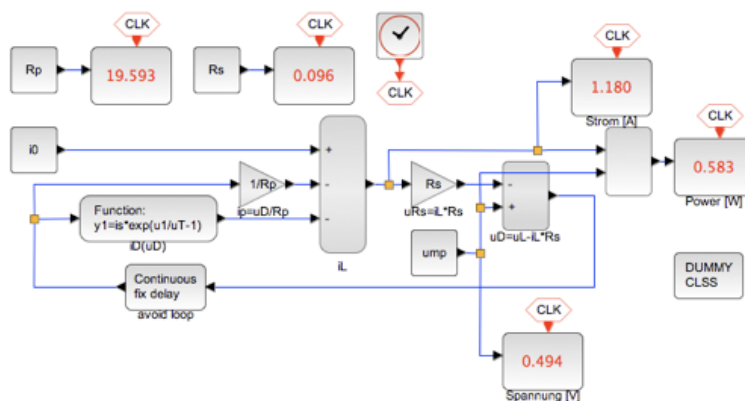 CLK
CLK
CLK
Rp
19.593
Rs
0.096
CLK
1.180
Strom [A]
CLK
i0
+
-
-
iL
1/Rp
ip=uD/Rp
Rs
uRs=iL*Rs
-
+
uD=uL-iL*Rs
0.583
Power [W]
Function:
y1=is*exp(u1/uT-1)
iD(uD)
ump
Continuous
fix delay
avoid loop
DUMMY
CLSS
CLK
0.494
Spannung [V]